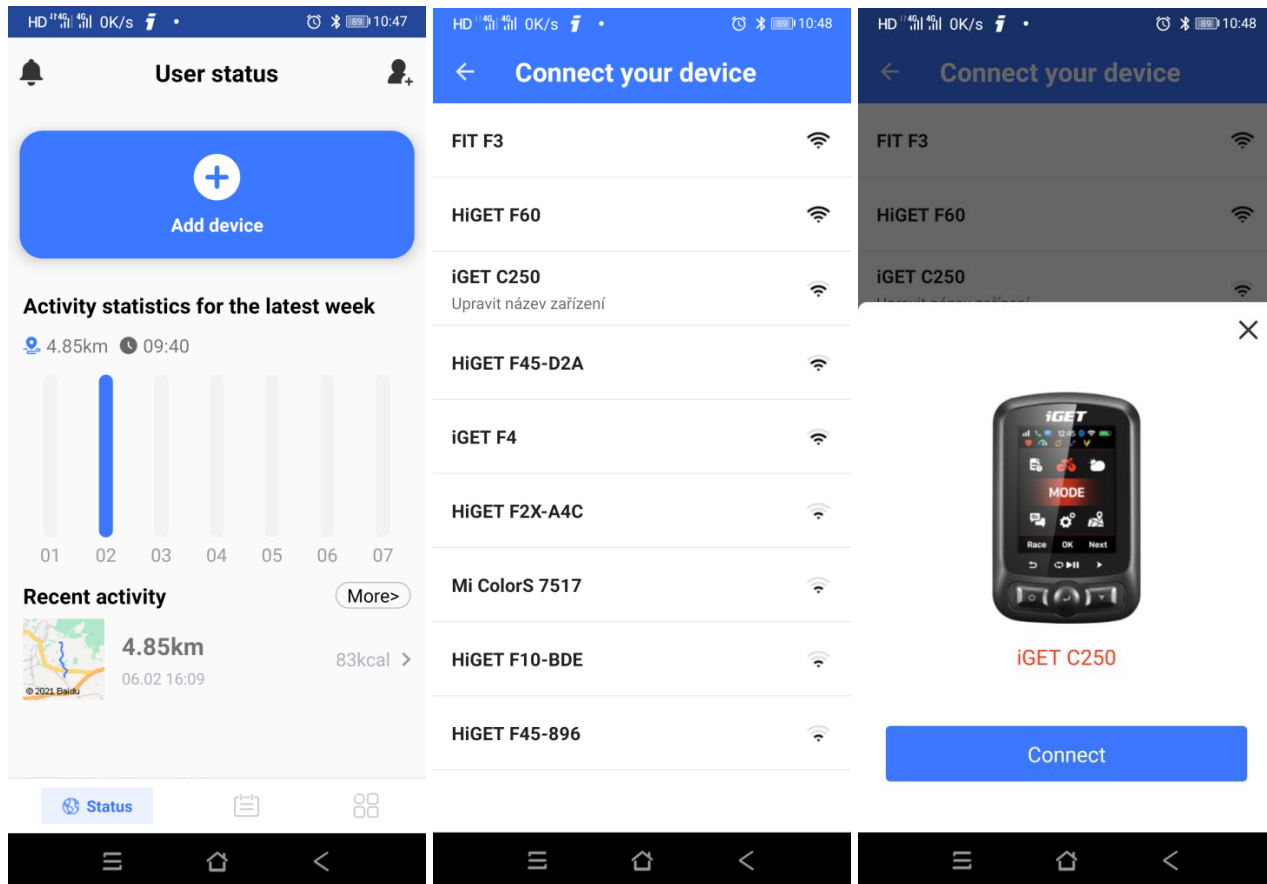 HD 4G 4G 0K/s 89 10:47
User status
Add device
Activity statistics for the latest week
4.85km 09:40
01 02 03 04 05 06 07
Recent activity More>
4.85km
83kcal >
06.02 16:09
© 2021 Baidu
Status
HD 4G 4G 0K/s 89 10:48
Connect your device
FIT F3
HiGET F60
iGET C250
Upravit název zařízení
HiGET F45-D2A
iGET F4
HiGET F2X-A4C
Mi ColorS 7517
HiGET F10-BDE
HiGET F45-896
HD 4G 4G 0K/s 89 10:48
Connect your device
FIT F3
HiGET F60
iGET C250
iGET
12:45
MODE
Race OK Next
iGET C250
Connect